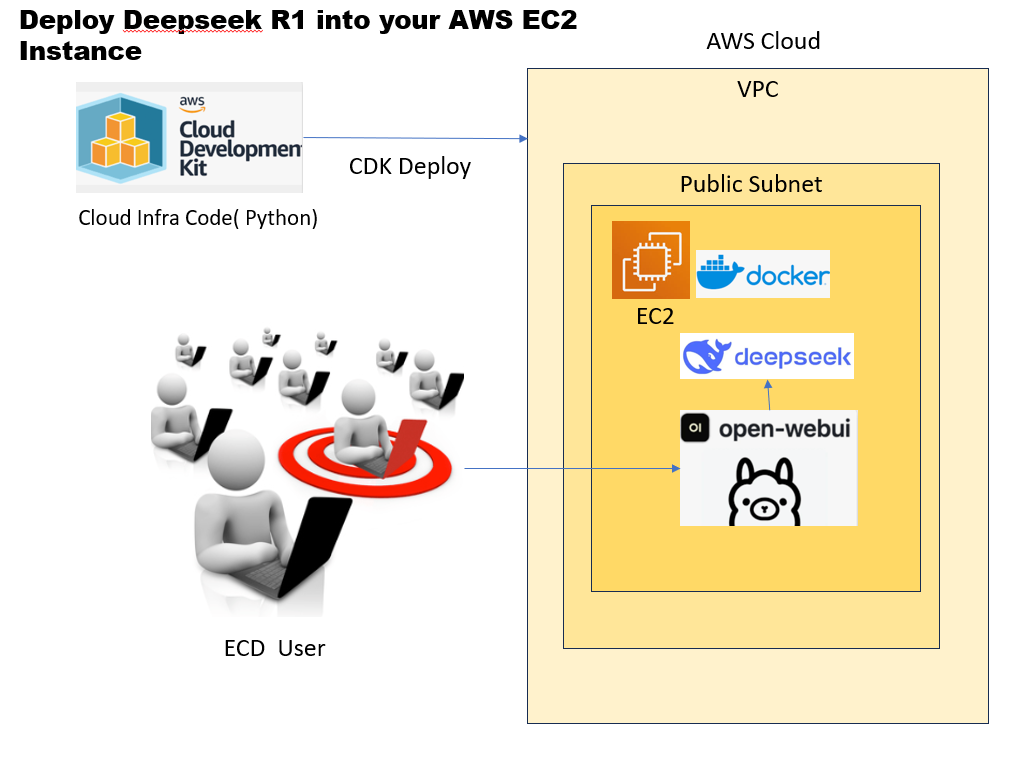 Deploy Deepseek R1 into your AWS EC2
Instance
AWS Cloud
VPC
aws
Cloud
Development
Kit
CDK Deploy
Cloud Infra Code( Python)
Public Subnet
docker
EC2
deepseek
OI open-webui
ECD User